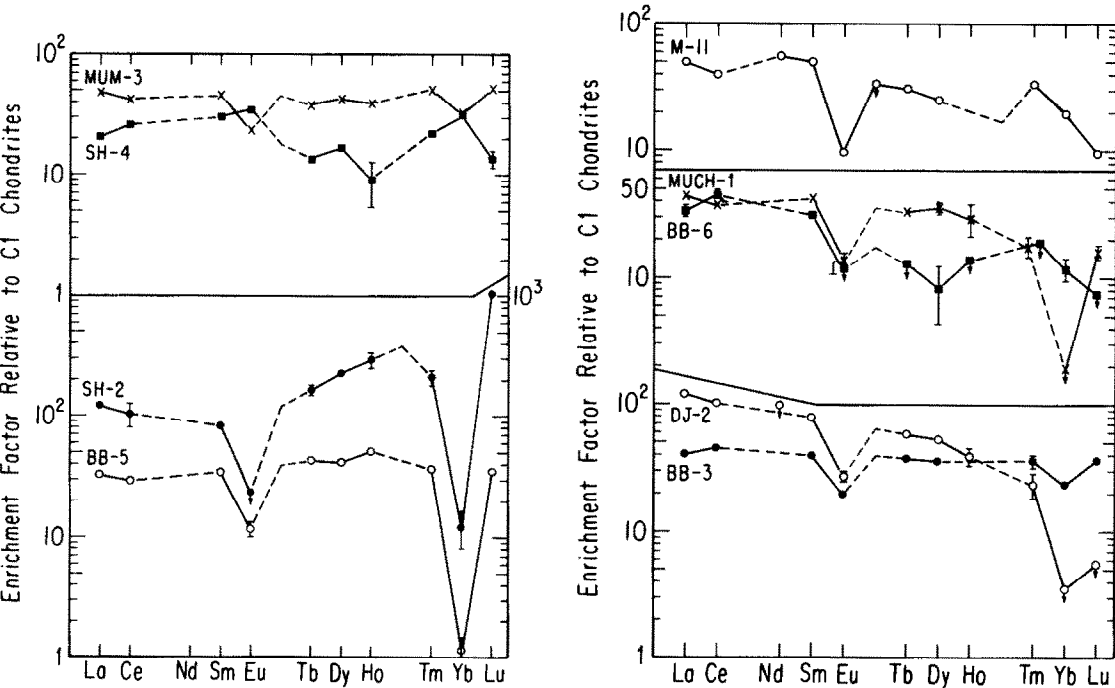 Enrichment Factor Relative to C1 Chondrites
10²
MUM-3
SH-4
10
1
10³
SH-2
10²
BB-5
10
1
La Ce Nd Sm Eu Tb Dy Ho Tm Yb Lu
Enrichment Factor Relative to C1 Chondrites
10²
M-11
10
MUCH-1
50
BB-6
10
10²
DJ-2
BB-3
10
1
La Ce Nd Sm Eu Tb Dy Ho Tm Yb Lu